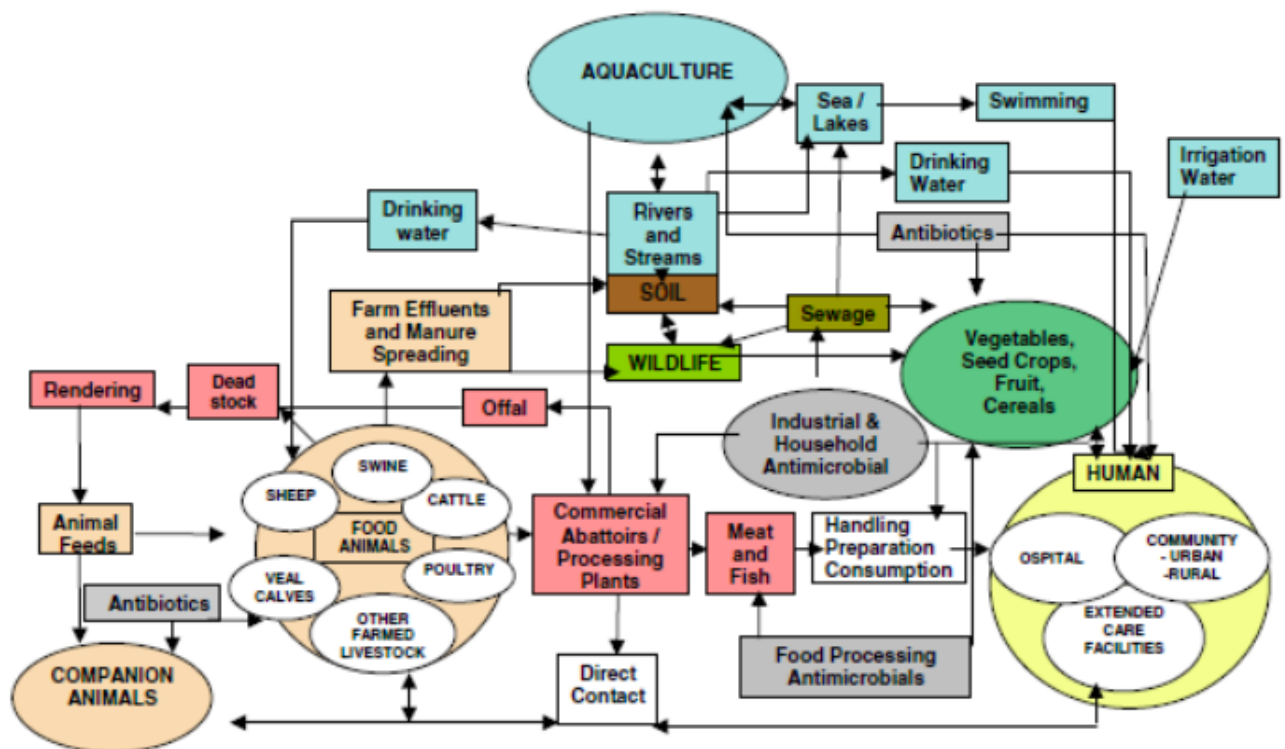 AQUACULTURE
Sea /
Lakes
Swimming
Drinking
Water
Irrigation
Water
Drinking
water
Rivers
and
Streams
Antibiotics
SOIL
Farm Effluents
and Manure
Spreading
Sewage
WILDLIFE
Vegetables,
Seed Crops,
Fruit,
Cereals
Rendering
Dead
stock
Offal
Industrial &
Household
Antimicrobial
HUMAN
SWINE
SHEEP
CATTLE
FOOD
ANIMALS
VEAL
CALVES
POULTRY
OTHER
FARMED
LIVESTOCK
Animal
Feeds
Commercial
Abattoirs /
Processing
Plants
Meat
and
Fish
Handling
Preparation
Consumption
OSPITAL
COMMUNITY
- URBAN
-RURAL
EXTENDED
CARE
FACILITIES
Antibiotics
COMPANION
ANIMALS
Direct
Contact
Food Processing
Antimicrobials